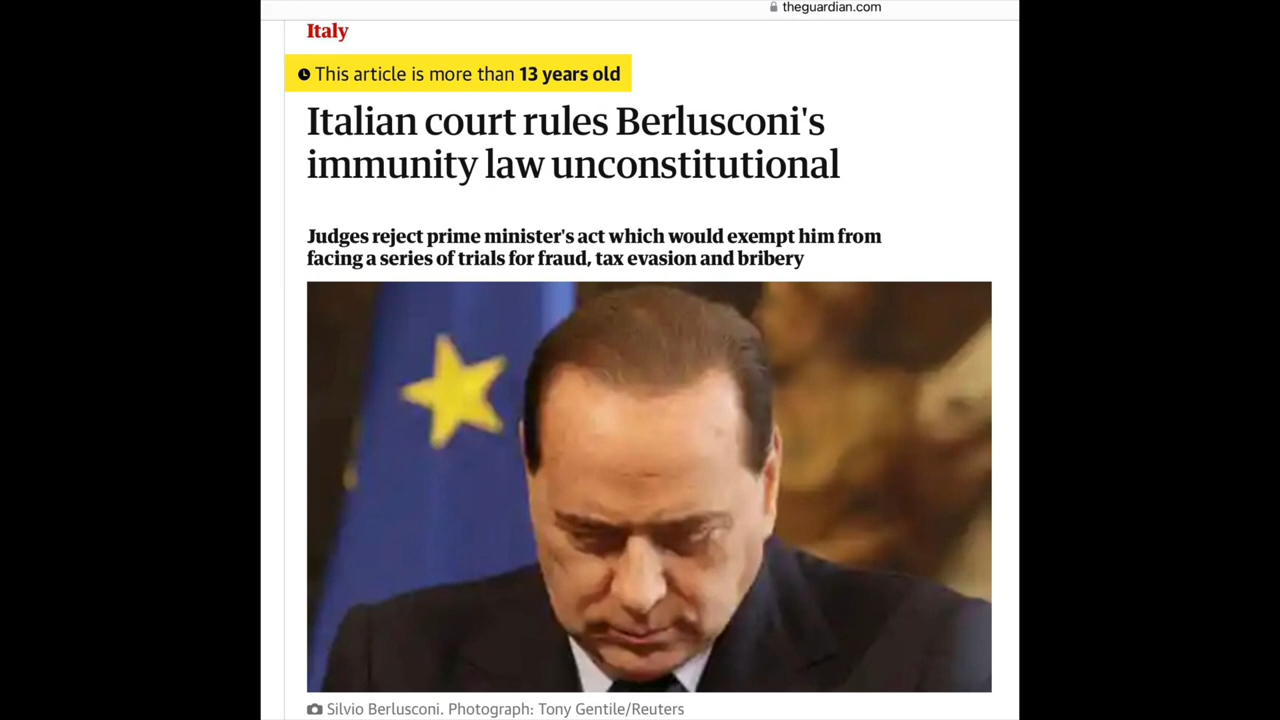 theguardian.com
Italy
This article is more than 13 years old
Italian court rules Berlusconi's
immunity law unconstitutional
Judges reject prime minister's act which would exempt him from
facing a series of trials for fraud, tax evasion and bribery
Silvio Berlusconi. Photograph: Tony Gentile/Reuters